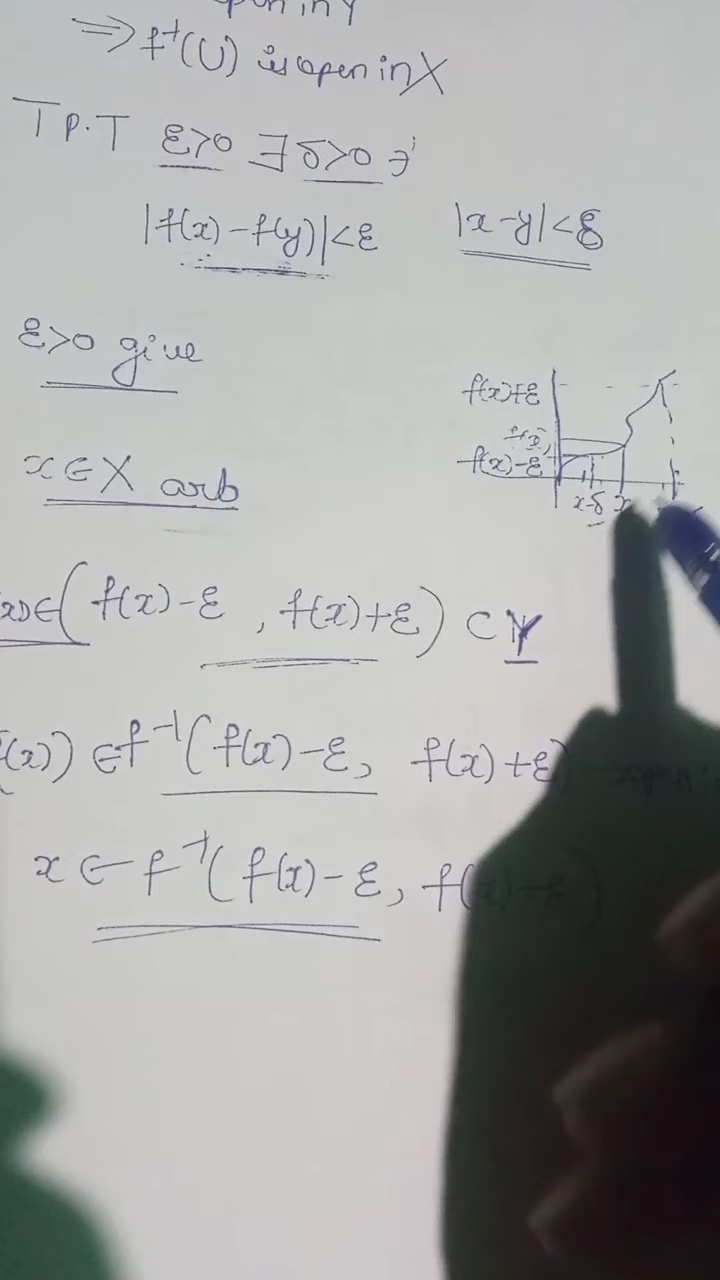 ⇒ f⁻¹(U) is open in X
T P.T ε>0 ∃ δ>0 ∋
|f(x) - f(y)| < ε |x-y| < δ
ε>0 give
f(x)+ε
f(x)
f(x)-ε
x-δ x
x ∈ X arb
∈ (f(x)-ε , f(x)+ε) ⊂ Y
(x)) ∈ f⁻¹(f(x)-ε, f(x)+ε)
x ∈ f⁻¹(f(x)-ε, f(x)+ε)